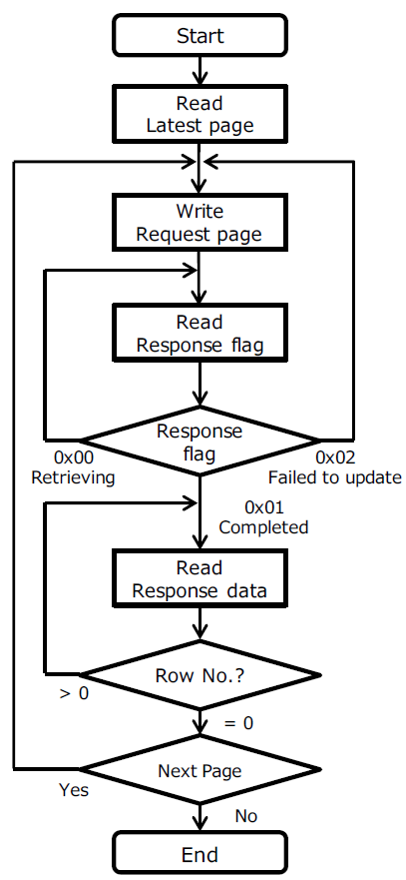 Start
Read
Latest page
Write
Request page
Read
Response flag
Response
flag
0x00
Retrieving
0x02
Failed to update
0x01
Completed
Read
Response data
Row No.?
> 0
= 0
Next Page
Yes
No
End